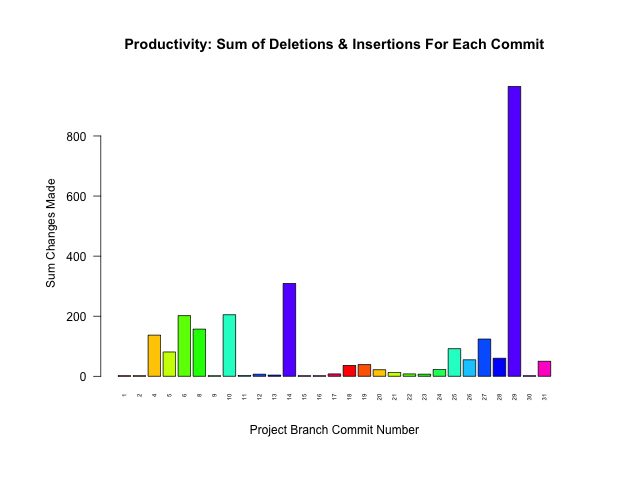 Productivity: Sum of Deletions & Insertions For Each Commit
Sum Changes Made
800
600
400
200
0
1 2 4 5 6 8 9 10 11 12 13 14 15 16 17 18 19 20 21 22 23 24 25 26 27 28 29 30 31
Project Branch Commit Number